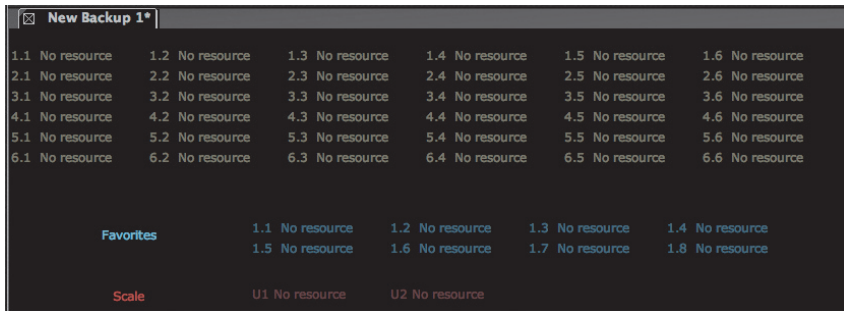 New Backup 1*
1.1 No resource 1.2 No resource 1.3 No resource 1.4 No resource 1.5 No resource 1.6 No resource
2.1 No resource 2.2 No resource 2.3 No resource 2.4 No resource 2.5 No resource 2.6 No resource
3.1 No resource 3.2 No resource 3.3 No resource 3.4 No resource 3.5 No resource 3.6 No resource
4.1 No resource 4.2 No resource 4.3 No resource 4.4 No resource 4.5 No resource 4.6 No resource
5.1 No resource 5.2 No resource 5.3 No resource 5.4 No resource 5.5 No resource 5.6 No resource
6.1 No resource 6.2 No resource 6.3 No resource 6.4 No resource 6.5 No resource 6.6 No resource
Favorites
1.1 No resource 1.2 No resource 1.3 No resource 1.4 No resource
1.5 No resource 1.6 No resource 1.7 No resource 1.8 No resource
Scale U1 No resource U2 No resource